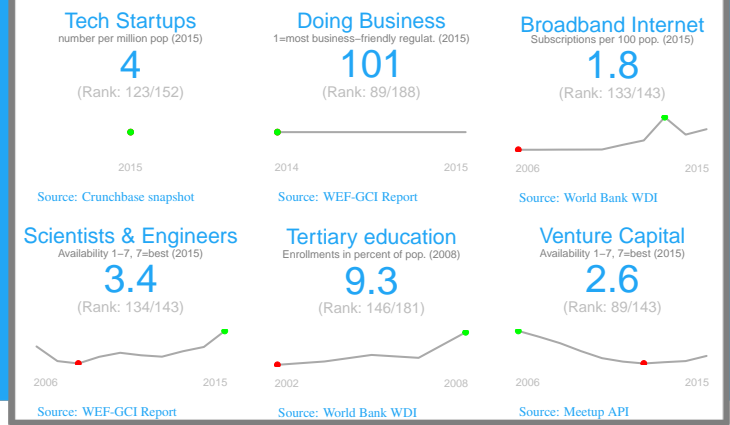 Tech Startups
number per million pop (2015)
4
(Rank: 123/152)
2015
Source: Crunchbase snapshot
Doing Business
1=most business−friendly regulat. (2015)
101
(Rank: 89/188)
2014 2015
Source: WEF-GCI Report
Broadband Internet
Subscriptions per 100 pop. (2015)
1.8
(Rank: 133/143)
2006 2015
Source: World Bank WDI
Scientists & Engineers
Availability 1−7, 7=best (2015)
3.4
(Rank: 134/143)
2006 2015
Source: WEF-GCI Report
Tertiary education
Enrollments in percent of pop. (2008)
9.3
(Rank: 146/181)
2002 2008
Source: World Bank WDI
Venture Capital
Availability 1−7, 7=best (2015)
2.6
(Rank: 89/143)
2006 2015
Source: Meetup API